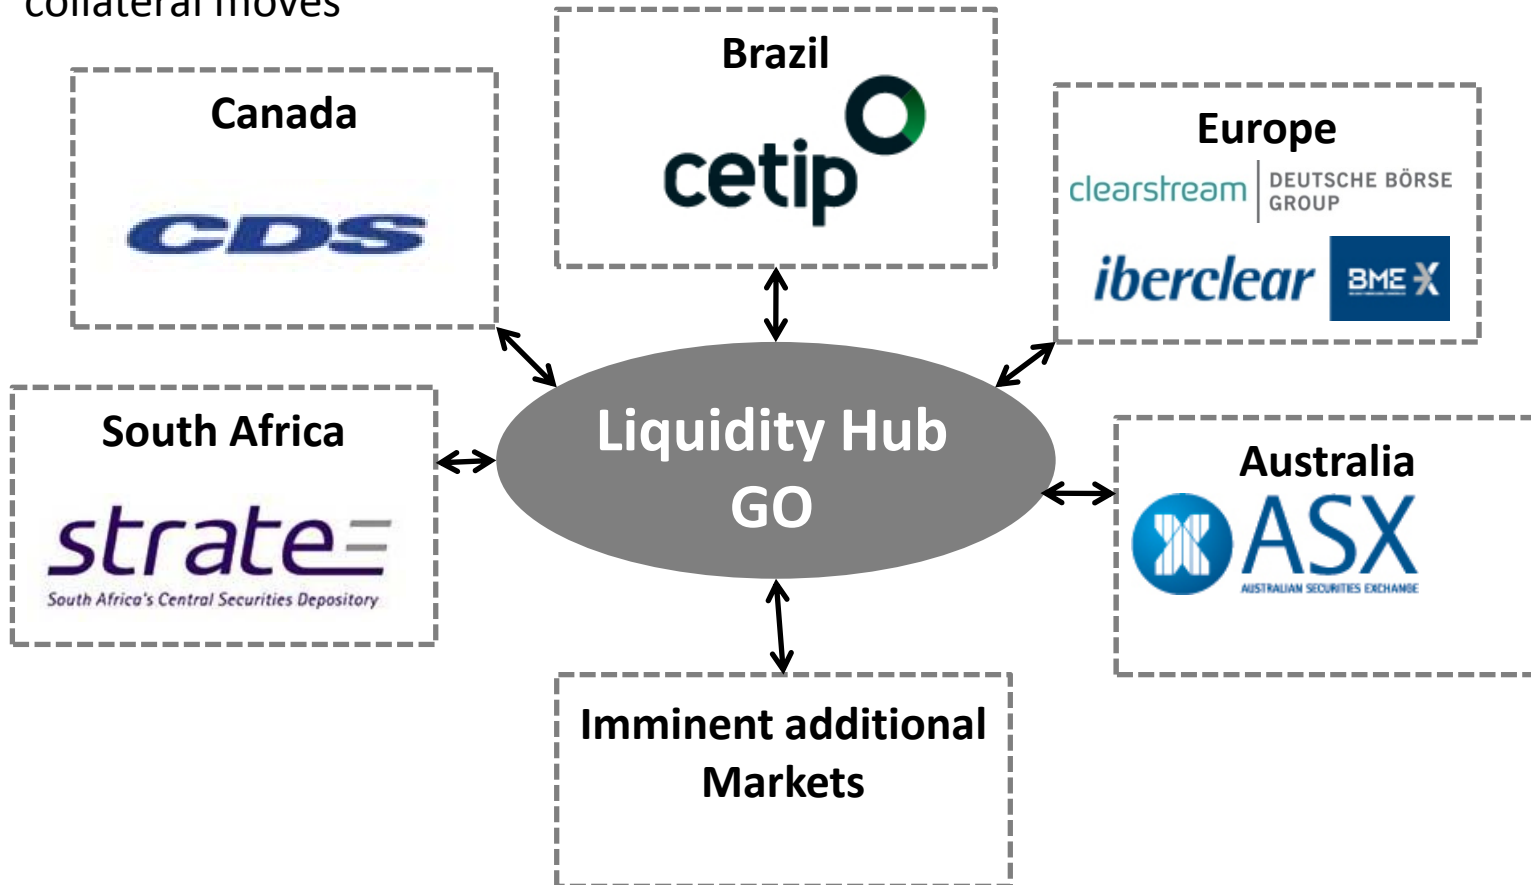 collateral moves
Brazil
cetip
Canada
CDS
Europe
clearstream
DEUTSCHE BÖRSE
GROUP
iberclear
BME X
South Africa
strate
South Africa's Central Securities Depository
Liquidity Hub
GO
Australia
ASX
AUSTRALIAN SECURITIES EXCHANGE
Imminent additional
Markets